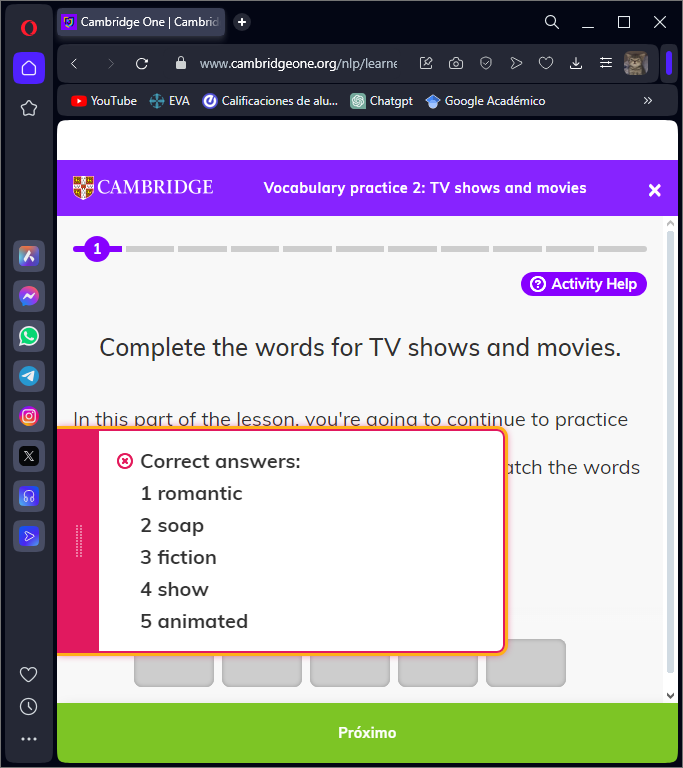 Cambridge One | Cambrid
www.cambridgeone.org/nlp/learne
YouTube EVA Calificaciones de alu... Chatgpt Google Académico »
CAMBRIDGE Vocabulary practice 2: TV shows and movies
1
Activity Help
Complete the words for TV shows and movies.
In this part of the lesson, you're going to continue to practice
atch the words
Correct answers:
1 romantic
2 soap
3 fiction
4 show
5 animated
Próximo